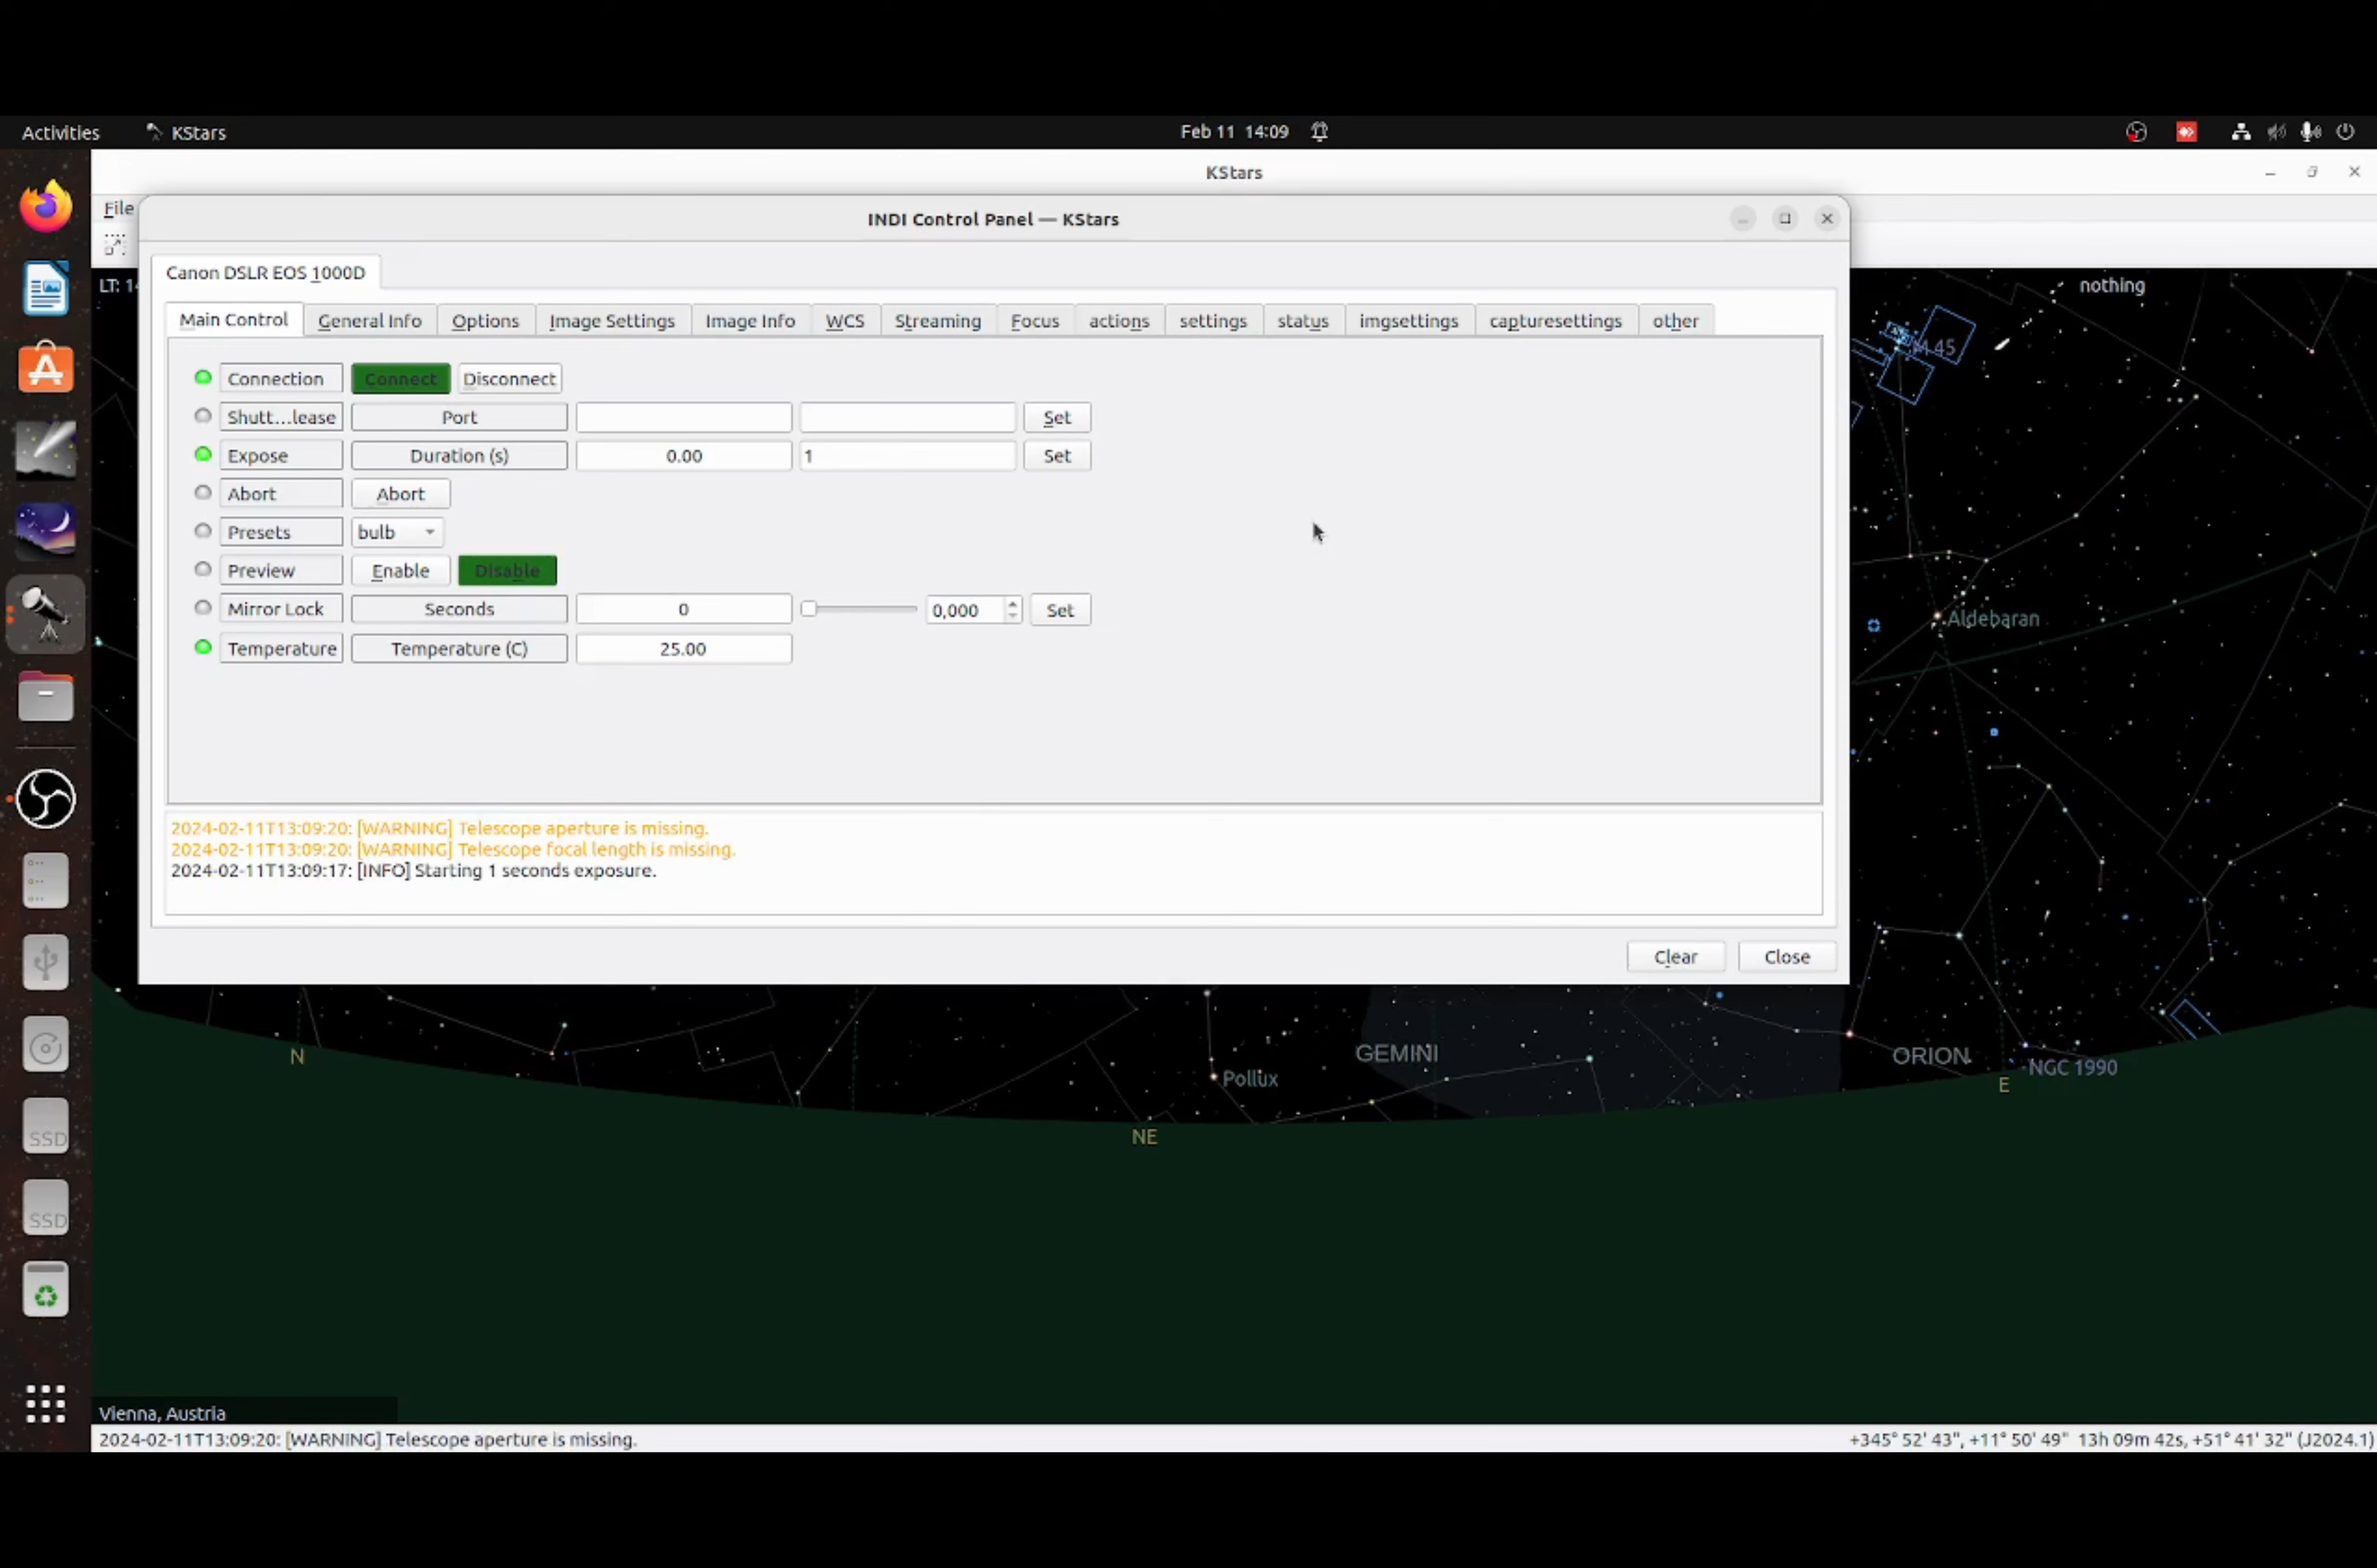 Activities KStars Feb 11 14:09
KStars
File
INDI Control Panel — KStars
Canon DSLR EOS 1000D
LT: 14
nothing
Main Control General Info Options Image Settings Image Info WCS Streaming Focus actions settings status imgsettings capturesettings other
M 45
Connection Connect Disconnect
Shutt...lease Port Set
Expose Duration (s) 0.00 1 Set
Abort Abort
Presets bulb
Preview Enable Disable
Mirror Lock Seconds 0 0,000 Set
Aldebaran
Temperature Temperature (C) 25.00
2024-02-11T13:09:20: [WARNING] Telescope aperture is missing.
2024-02-11T13:09:20: [WARNING] Telescope focal length is missing.
2024-02-11T13:09:17: [INFO] Starting 1 seconds exposure.
Clear Close
N
GEMINI
ORION
Pollux
NGC 1990
E
NE
SSD
SSD
Vienna, Austria
2024-02-11T13:09:20: [WARNING] Telescope aperture is missing.
+345° 52' 43", +11° 50' 49" 13h 09m 42s, +51° 41' 32" (J2024.1)